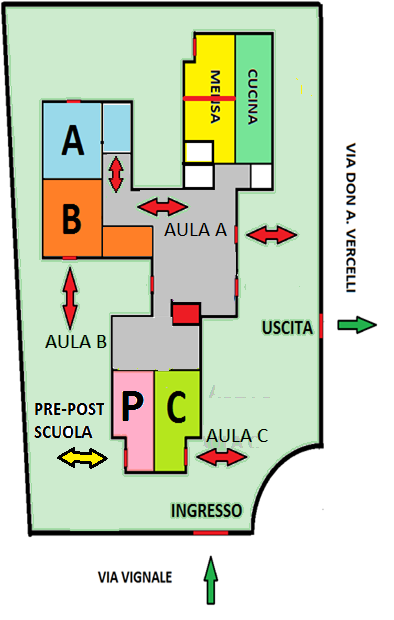 MENSA
CUCINA
A
B
AULA A
VIA DON A. VERCELLI
USCITA
AULA B
P
C
PRE-POST
SCUOLA
AULA C
INGRESSO
VIA VIGNALE